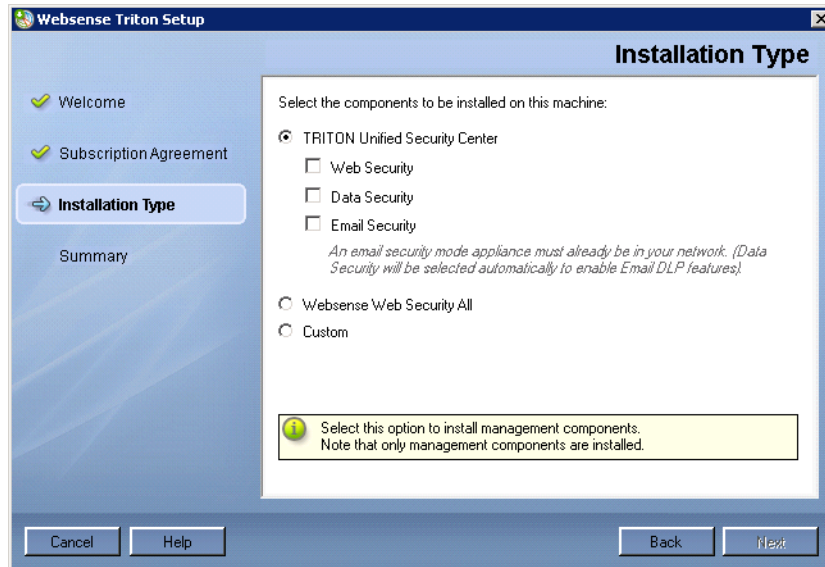 Websense Triton Setup
Installation Type
Welcome
Subscription Agreement
Installation Type
Summary
Select the components to be installed on this machine:
TRITON Unified Security Center
Web Security
Data Security
Email Security
An email security mode appliance must already be in your network. (Data
Security will be selected automatically to enable Email DLP features).
Websense Web Security All
Custom
Select this option to install management components.
Note that only management components are installed.
Cancel
Help
Back
Next